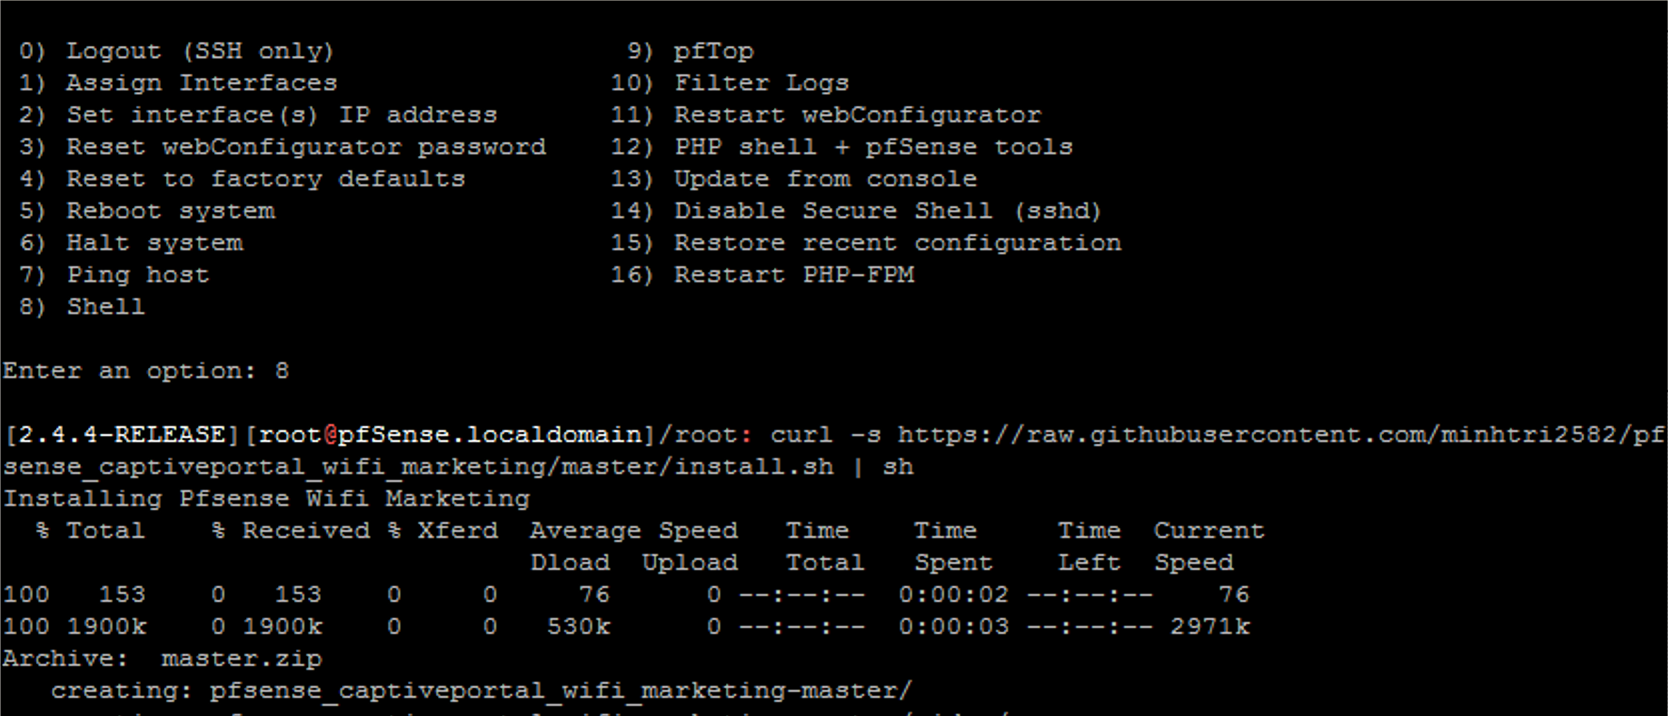 0) Logout (SSH only)                  9) pfTop
1) Assign Interfaces                 10) Filter Logs
2) Set interface(s) IP address       11) Restart webConfigurator
3) Reset webConfigurator password    12) PHP shell + pfSense tools
4) Reset to factory defaults         13) Update from console
5) Reboot system                     14) Disable Secure Shell (sshd)
6) Halt system                       15) Restore recent configuration
7) Ping host                         16) Restart PHP-FPM
8) Shell
Enter an option: 8
[2.4.4-RELEASE][root@pfSense.localdomain]/root: curl -s https://raw.githubusercontent.com/minhtri2582/pf
sense_captiveportal_wifi_marketing/master/install.sh | sh
Installing Pfsense Wifi Marketing
  % Total    % Received % Xferd  Average Speed   Time    Time     Time  Current
                                 Dload  Upload   Total   Spent    Left  Speed
100   153    0   153    0     0     76      0 --:--:--  0:00:02 --:--:--    76
100 1900k    0 1900k    0     0   530k      0 --:--:--  0:00:03 --:--:-- 2971k
Archive:  master.zip
   creating: pfsense_captiveportal_wifi_marketing-master/